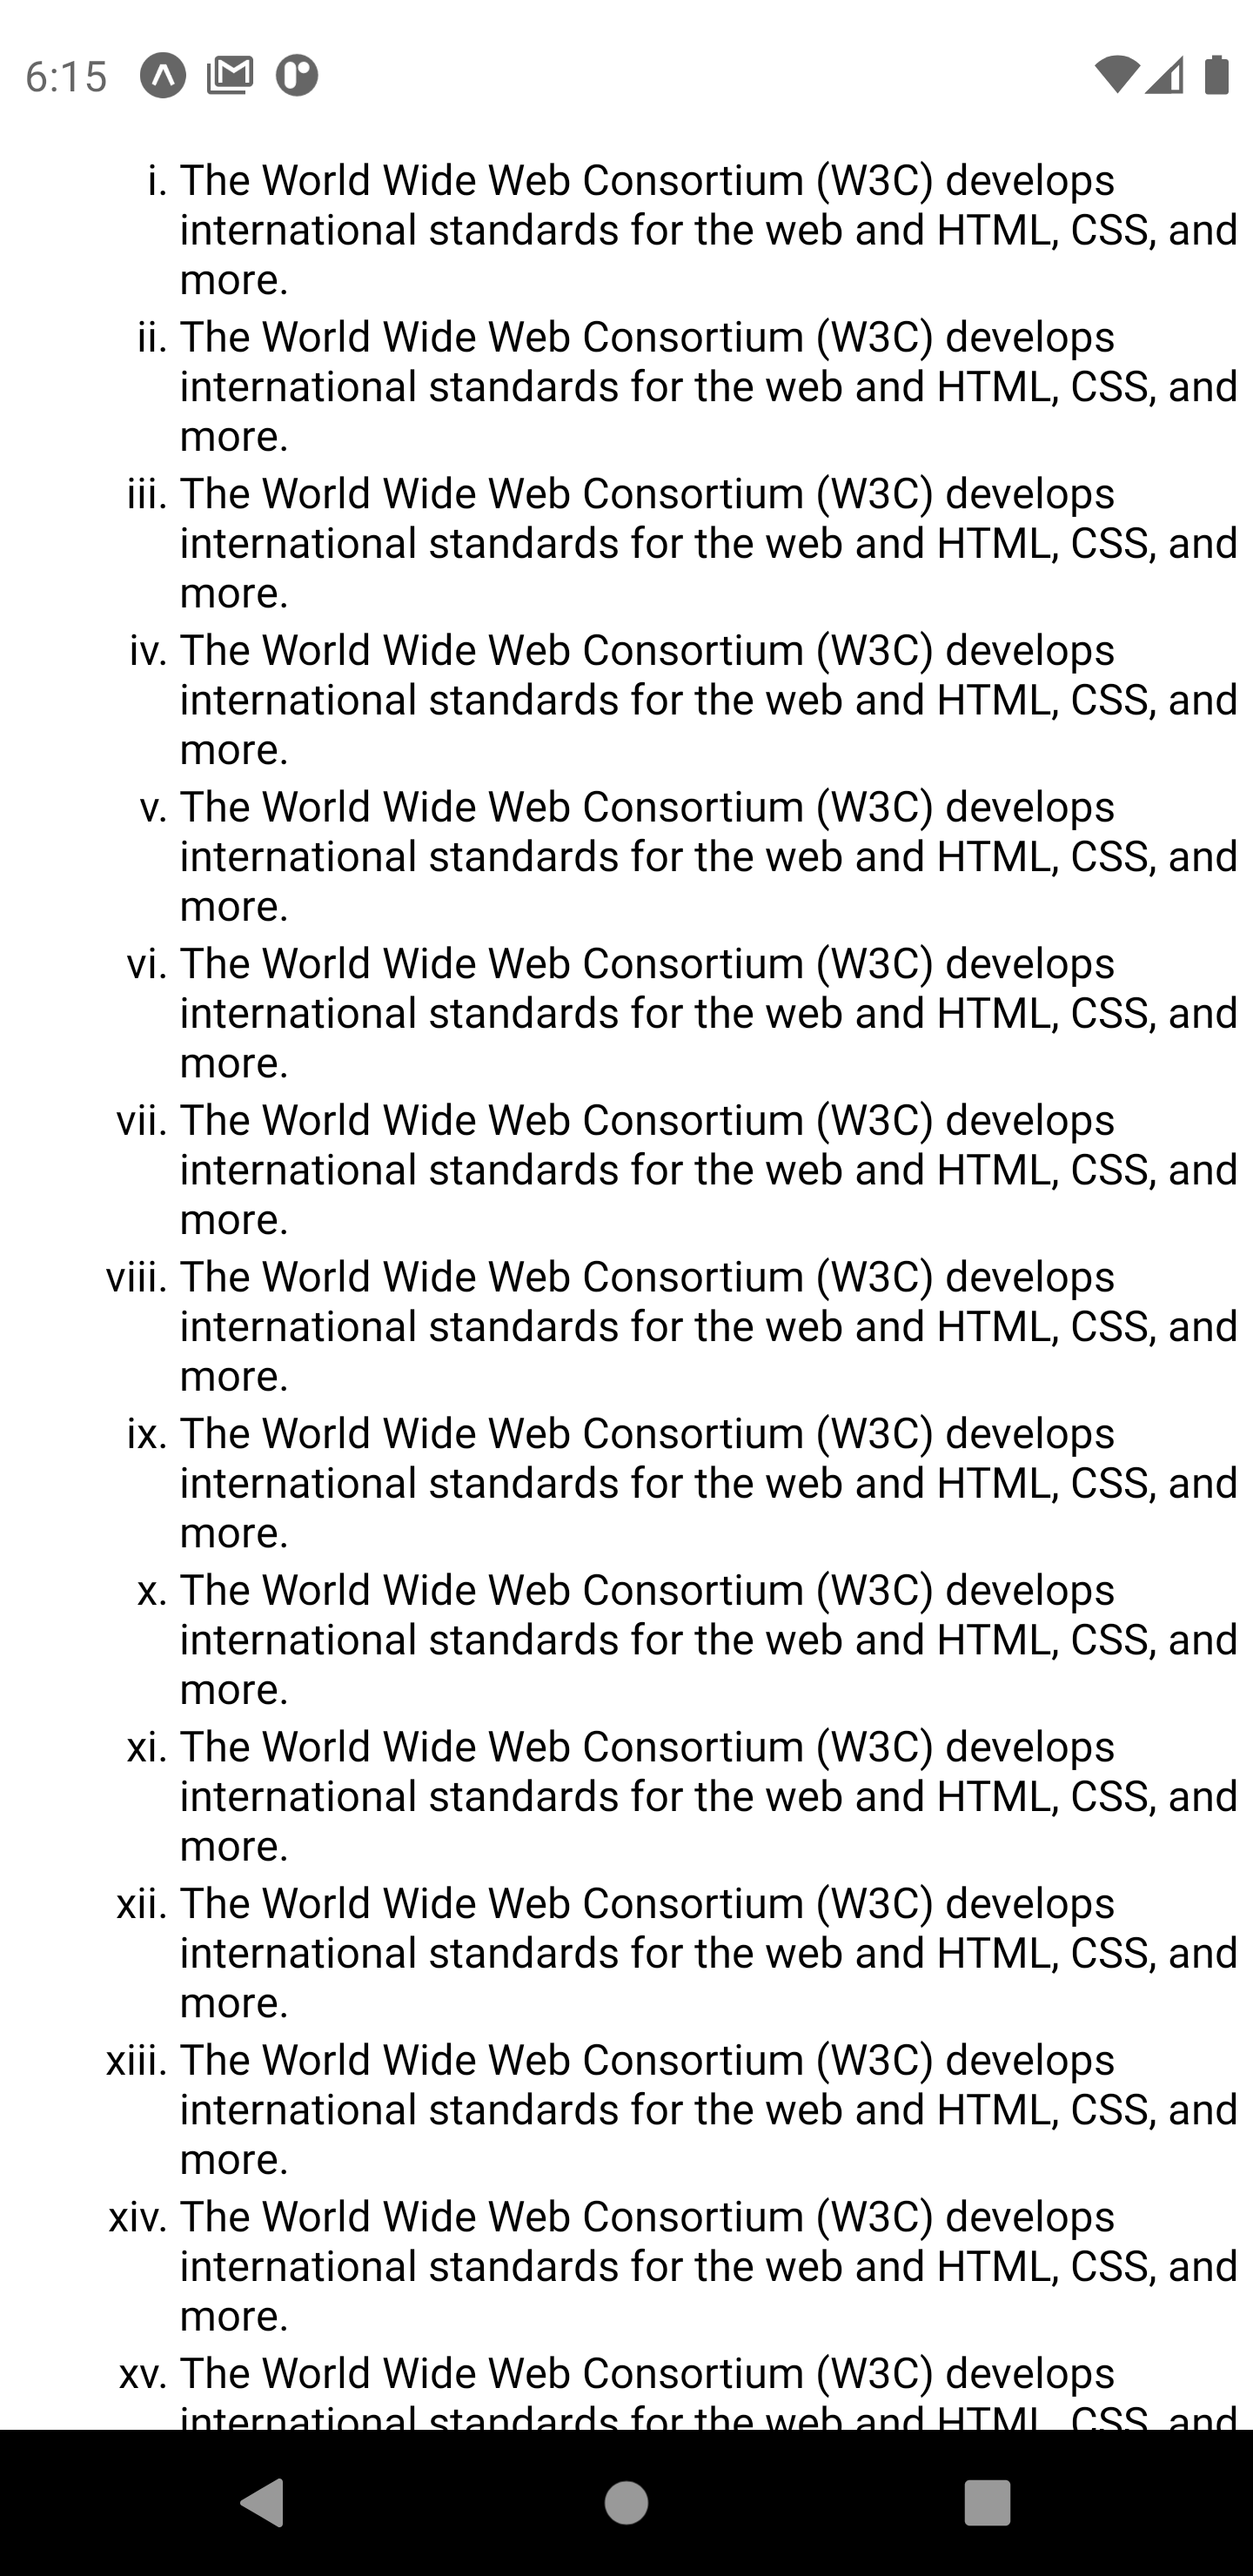 6:15
i. The World Wide Web Consortium (W3C) develops
international standards for the web and HTML, CSS, and
more.
ii. The World Wide Web Consortium (W3C) develops
international standards for the web and HTML, CSS, and
more.
iii. The World Wide Web Consortium (W3C) develops
international standards for the web and HTML, CSS, and
more.
iv. The World Wide Web Consortium (W3C) develops
international standards for the web and HTML, CSS, and
more.
v. The World Wide Web Consortium (W3C) develops
international standards for the web and HTML, CSS, and
more.
vi. The World Wide Web Consortium (W3C) develops
international standards for the web and HTML, CSS, and
more.
vii. The World Wide Web Consortium (W3C) develops
international standards for the web and HTML, CSS, and
more.
viii. The World Wide Web Consortium (W3C) develops
international standards for the web and HTML, CSS, and
more.
ix. The World Wide Web Consortium (W3C) develops
international standards for the web and HTML, CSS, and
more.
x. The World Wide Web Consortium (W3C) develops
international standards for the web and HTML, CSS, and
more.
xi. The World Wide Web Consortium (W3C) develops
international standards for the web and HTML, CSS, and
more.
xii. The World Wide Web Consortium (W3C) develops
international standards for the web and HTML, CSS, and
more.
xiii. The World Wide Web Consortium (W3C) develops
international standards for the web and HTML, CSS, and
more.
xiv. The World Wide Web Consortium (W3C) develops
international standards for the web and HTML, CSS, and
more.
xv. The World Wide Web Consortium (W3C) develops
international standards for the web and HTML, CSS, and